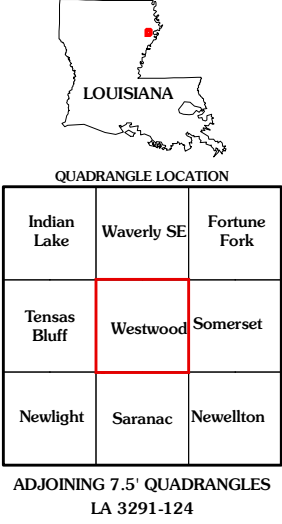 LOUISIANA
QUADRANGLE LOCATION
Indian
Lake
Waverly SE
Fortune
Fork
Tensas
Bluff
Westwood
Somerset
Newlight
Saranac
Newellton
ADJOINING 7.5' QUADRANGLES
LA 3291-124